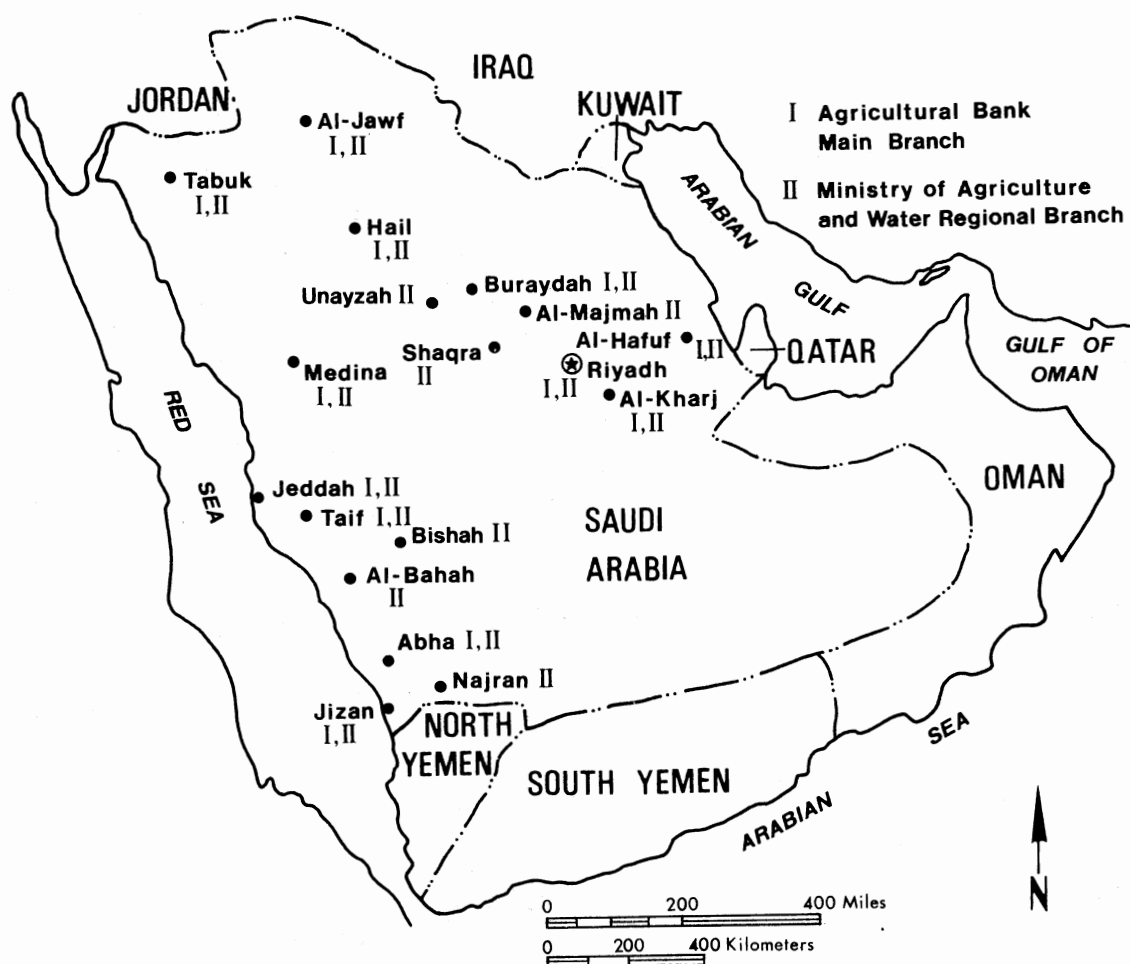 IRAQ
JORDAN
KUWAIT
I Agricultural Bank
Main Branch
II Ministry of Agriculture
and Water Regional Branch
Al-Jawf
I, II
Tabuk
I, II
ARABIAN
GULF
Hail
I, II
Buraydah I, II
Unayzah II
Al-Majmah II
Al-Hafuf
I, II
Shaqra
II
QATAR
GULF OF
OMAN
Medina
I, II
Riyadh
I, II
Al-Kharj
I, II
RED
SEA
Jeddah I, II
Taif I, II
Bishah II
SAUDI
ARABIA
OMAN
Al-Bahah
II
Abha I, II
Najran II
Jizan
I, II
NORTH
YEMEN
SOUTH YEMEN
ARABIAN
SEA
N
0 200 400 Miles
0 200 400 Kilometers